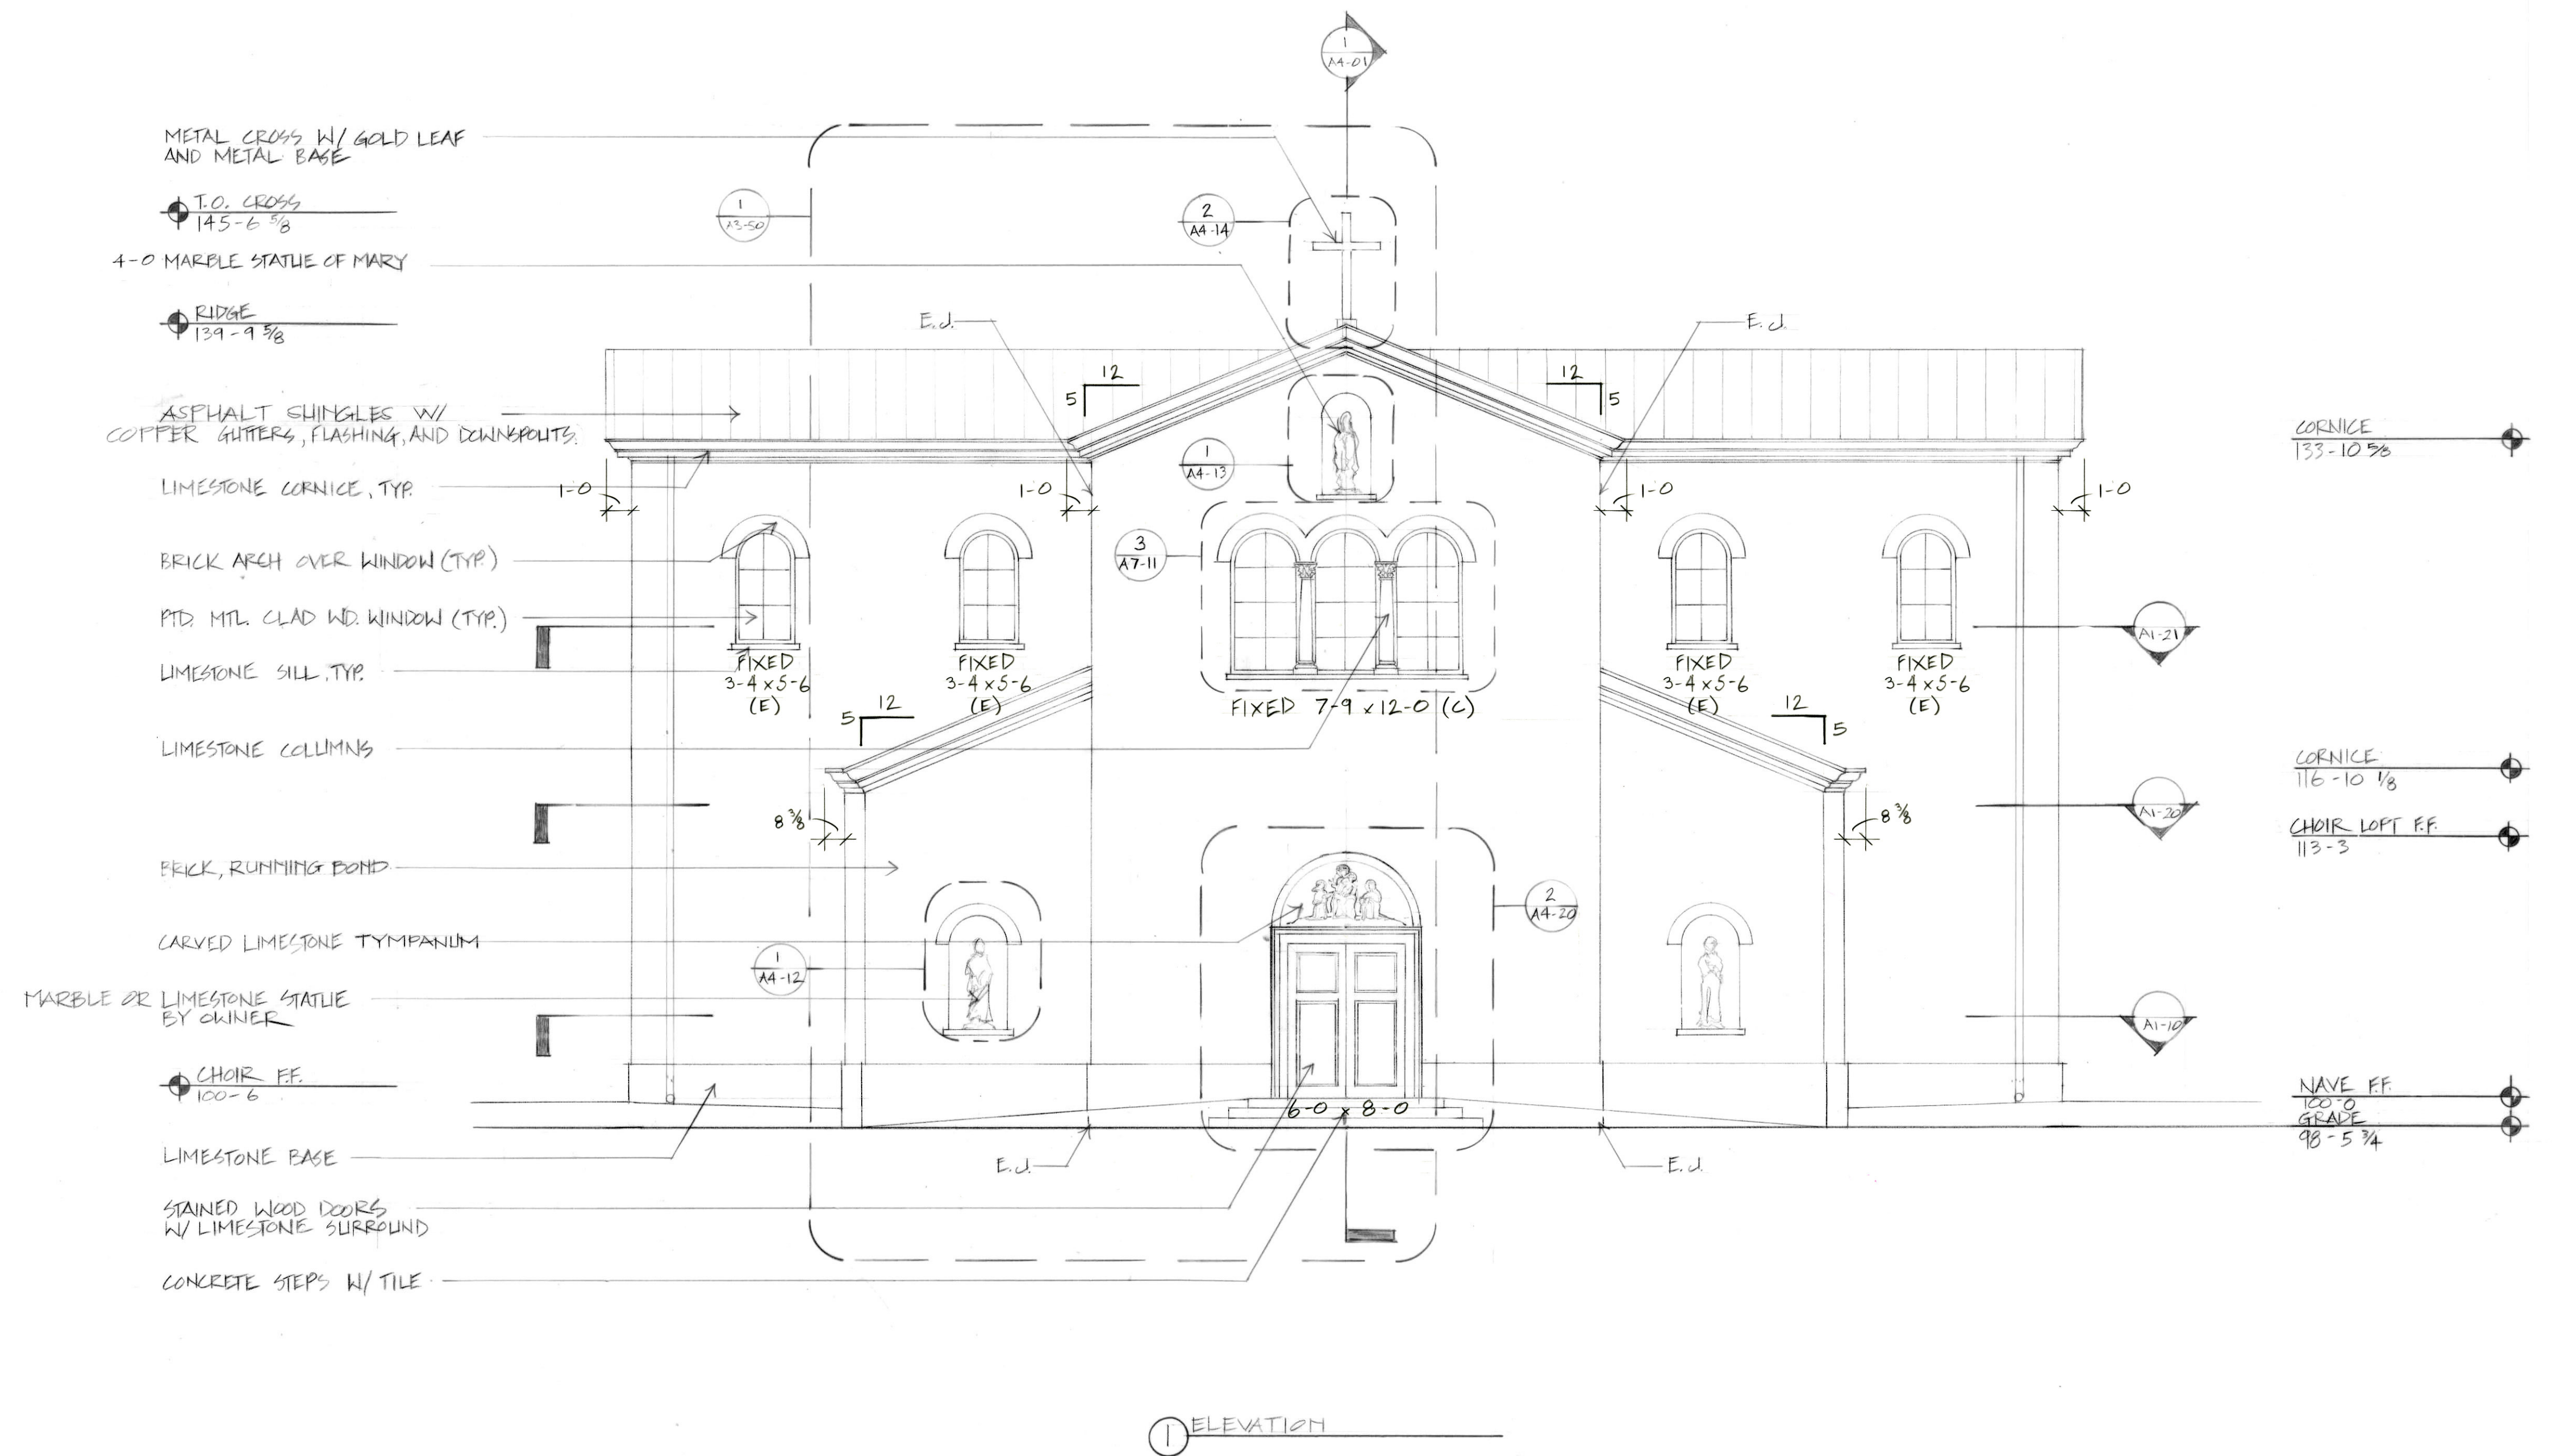 1
A4-01
METAL CROSS W/ GOLD LEAF
AND METAL BASE
T.O. CROSS
145-6 5/8
1
A3-50
2
A4-14
4-0 MARBLE STATUE OF MARY
RIDGE
139-9 5/8
E.J.
E.J.
12
5
12
5
ASPHALT SHINGLES W/
COPPER GUTTERS, FLASHING, AND DOWNSPOUTS.
CORNICE
133-10 5/8
1
A4-13
LIMESTONE CORNICE, TYP.
1-0
1-0
1-0
1-0
BRICK ARCH OVER WINDOW (TYP.)
3
A7-11
PTD. MTL. CLAD WD. WINDOW (TYP.)
A1-21
LIMESTONE SILL, TYP.
FIXED
3-4 x 5-6
(E)
FIXED
3-4 x 5-6
(E)
FIXED 7-9 x 12-0 (C)
FIXED
3-4 x 5-6
(E)
FIXED
3-4 x 5-6
(E)
12
5
12
5
LIMESTONE COLUMNS
CORNICE
116-10 1/8
A1-20
8 3/8
8 3/8
CHOIR LOFT F.F.
113-3
BRICK, RUNNING BOND
2
A4-20
CARVED LIMESTONE TYMPANUM
1
A4-12
MARBLE OR LIMESTONE STATUE
BY OWNER
A1-10
CHOIR F.F.
100-6
NAVE F.F.
100-0
6-0 x 8-0
GRADE
98-5 3/4
LIMESTONE BASE
E.J.
E.J.
STAINED WOOD DOORS
W/ LIMESTONE SURROUND
CONCRETE STEPS W/ TILE
1 ELEVATION